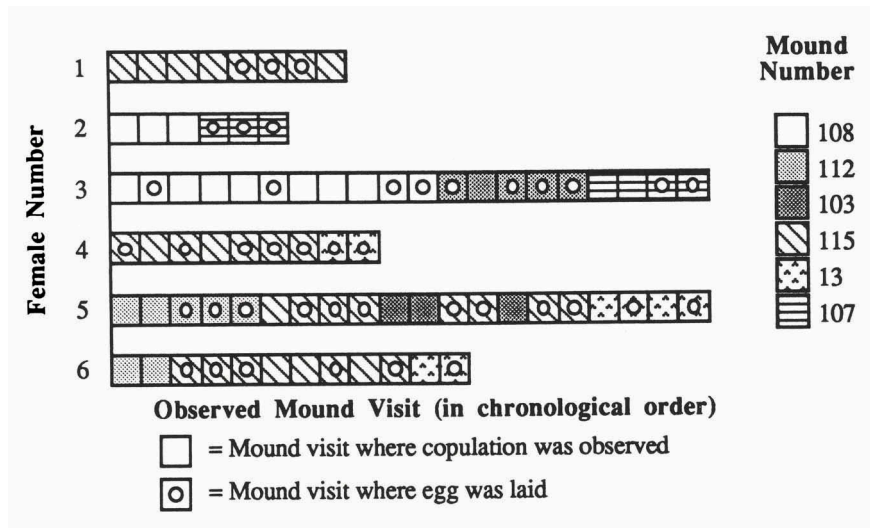 Mound
Number
108
112
103
115
13
107
Female Number
1
2
3
4
5
6
Observed Mound Visit (in chronological order)
= Mound visit where copulation was observed
= Mound visit where egg was laid